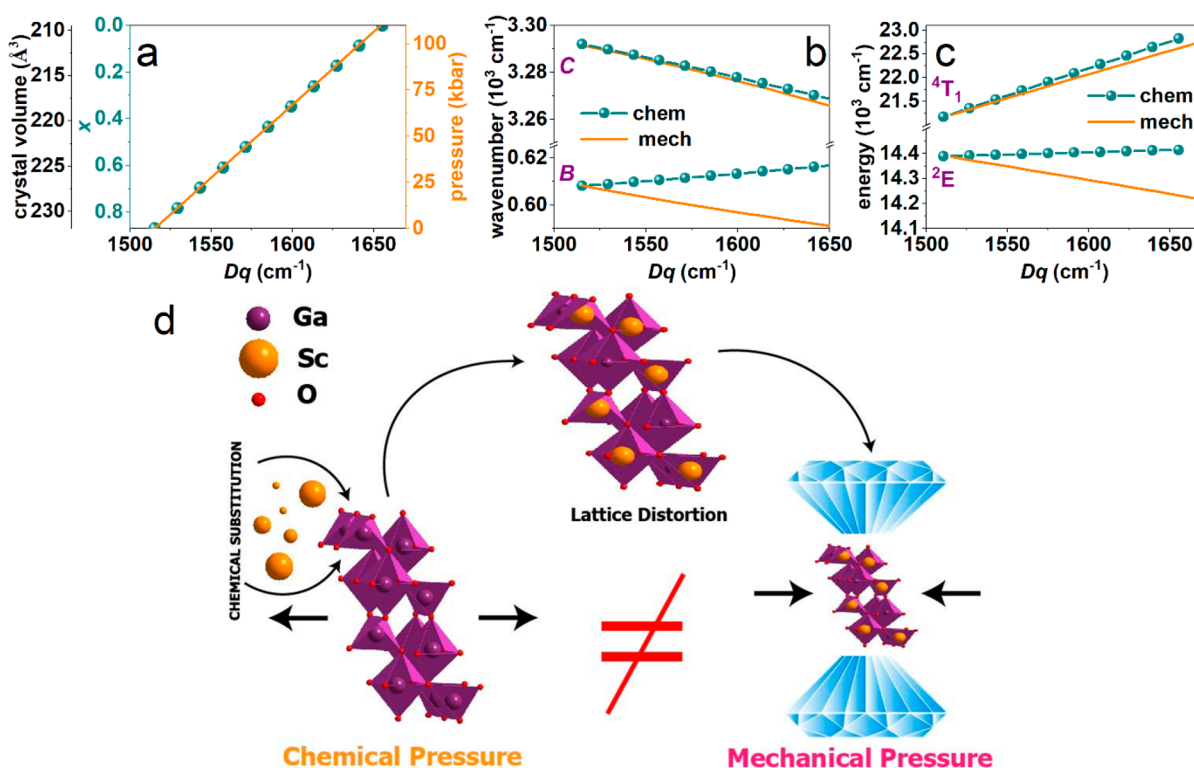 a
crystal volume (Å³)
210
215
220
225
230
x
0.0
0.2
0.4
0.6
0.8
pressure (kbar)
100
75
50
25
0
1500 1550 1600 1650
Dq (cm⁻¹)
b
wavenumber (10³ cm⁻¹)
3.30
3.28
3.26
0.62
0.60
C
chem
mech
B
1500 1550 1600 1650
Dq (cm⁻¹)
c
energy (10³ cm⁻¹)
23.0
22.5
22.0
21.5
14.4
14.3
14.2
14.1
⁴T₁
chem
mech
²E
1500 1550 1600 1650
Dq (cm⁻¹)
d
Ga
Sc
O
CHEMICAL SUBSTITUTION
Lattice Distortion
≠
Chemical Pressure
Mechanical Pressure